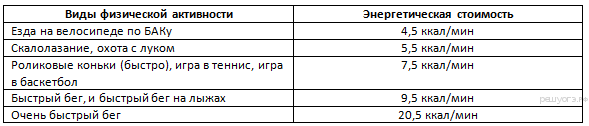 Виды физической активности	Энергетическая стоимость
Езда на велосипеде по БАКу	4,5 ккал/мин
Скалолазание, охота с луком	5,5 ккал/мин
Роликовые коньки (быстро), игра в теннис, игра	7,5 ккал/мин
в баскетбол
Быстрый бег, и быстрый бег на лыжах	9,5 ккал/мин
Очень быстрый бег	20,5 ккал/мин